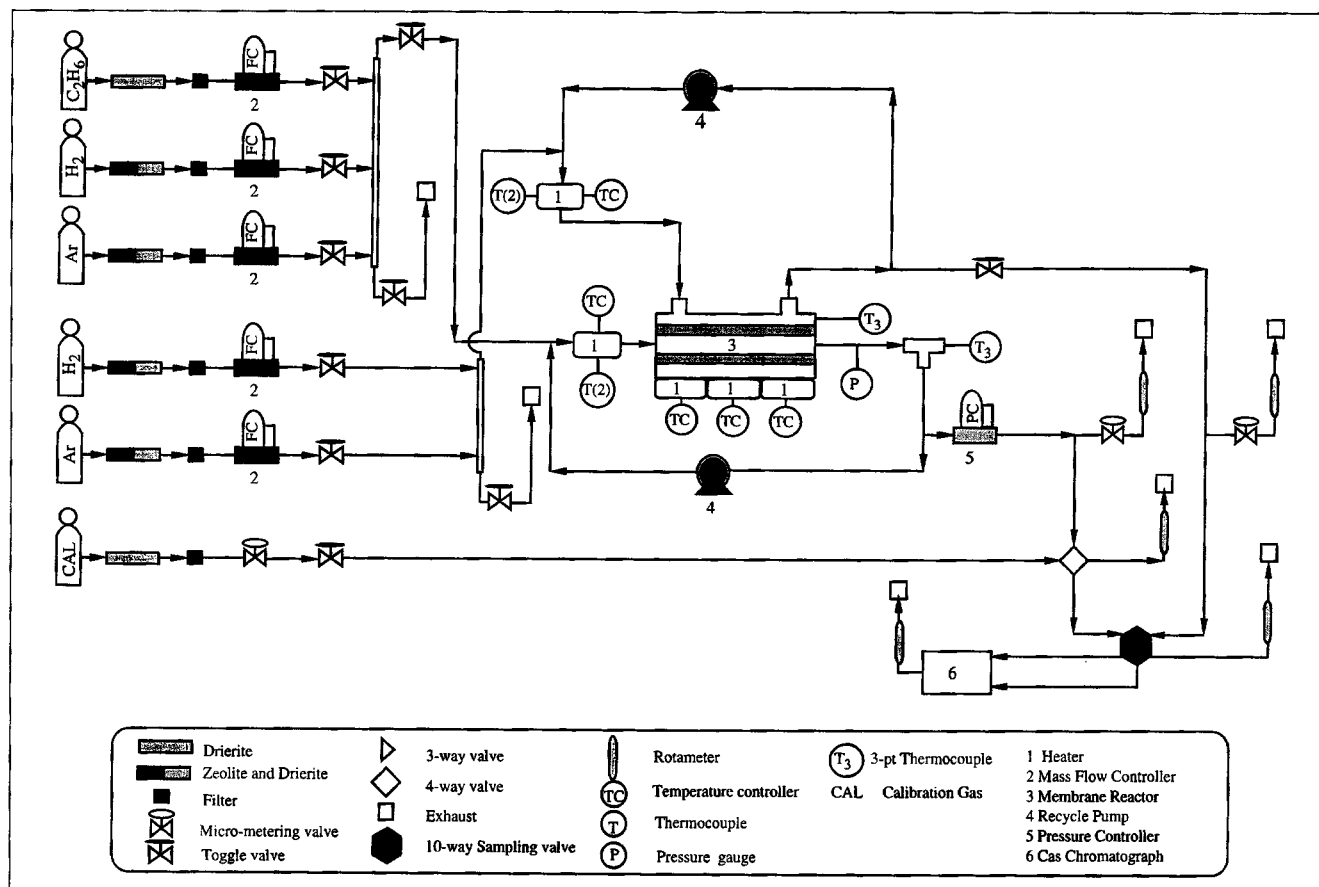 C2H6
FC
2
H2
FC
2
Ar
FC
2
4
T(2)
1
TC
TC
1
T(2)
3
T3
T3
P
1
1
1
TC
TC
TC
H2
FC
2
Ar
FC
2
PC
5
4
CAL
6
Drierite
Zeolite and Drierite
Filter
Micro-metering valve
Toggle valve
3-way valve
4-way valve
Exhaust
10-way Sampling valve
Rotameter
TC Temperature controller
T Thermocouple
P Pressure gauge
T3 3-pt Thermocouple
CAL Calibration Gas
1 Heater
2 Mass Flow Controller
3 Membrane Reactor
4 Recycle Pump
5 Pressure Controller
6 Cas Chromatograph